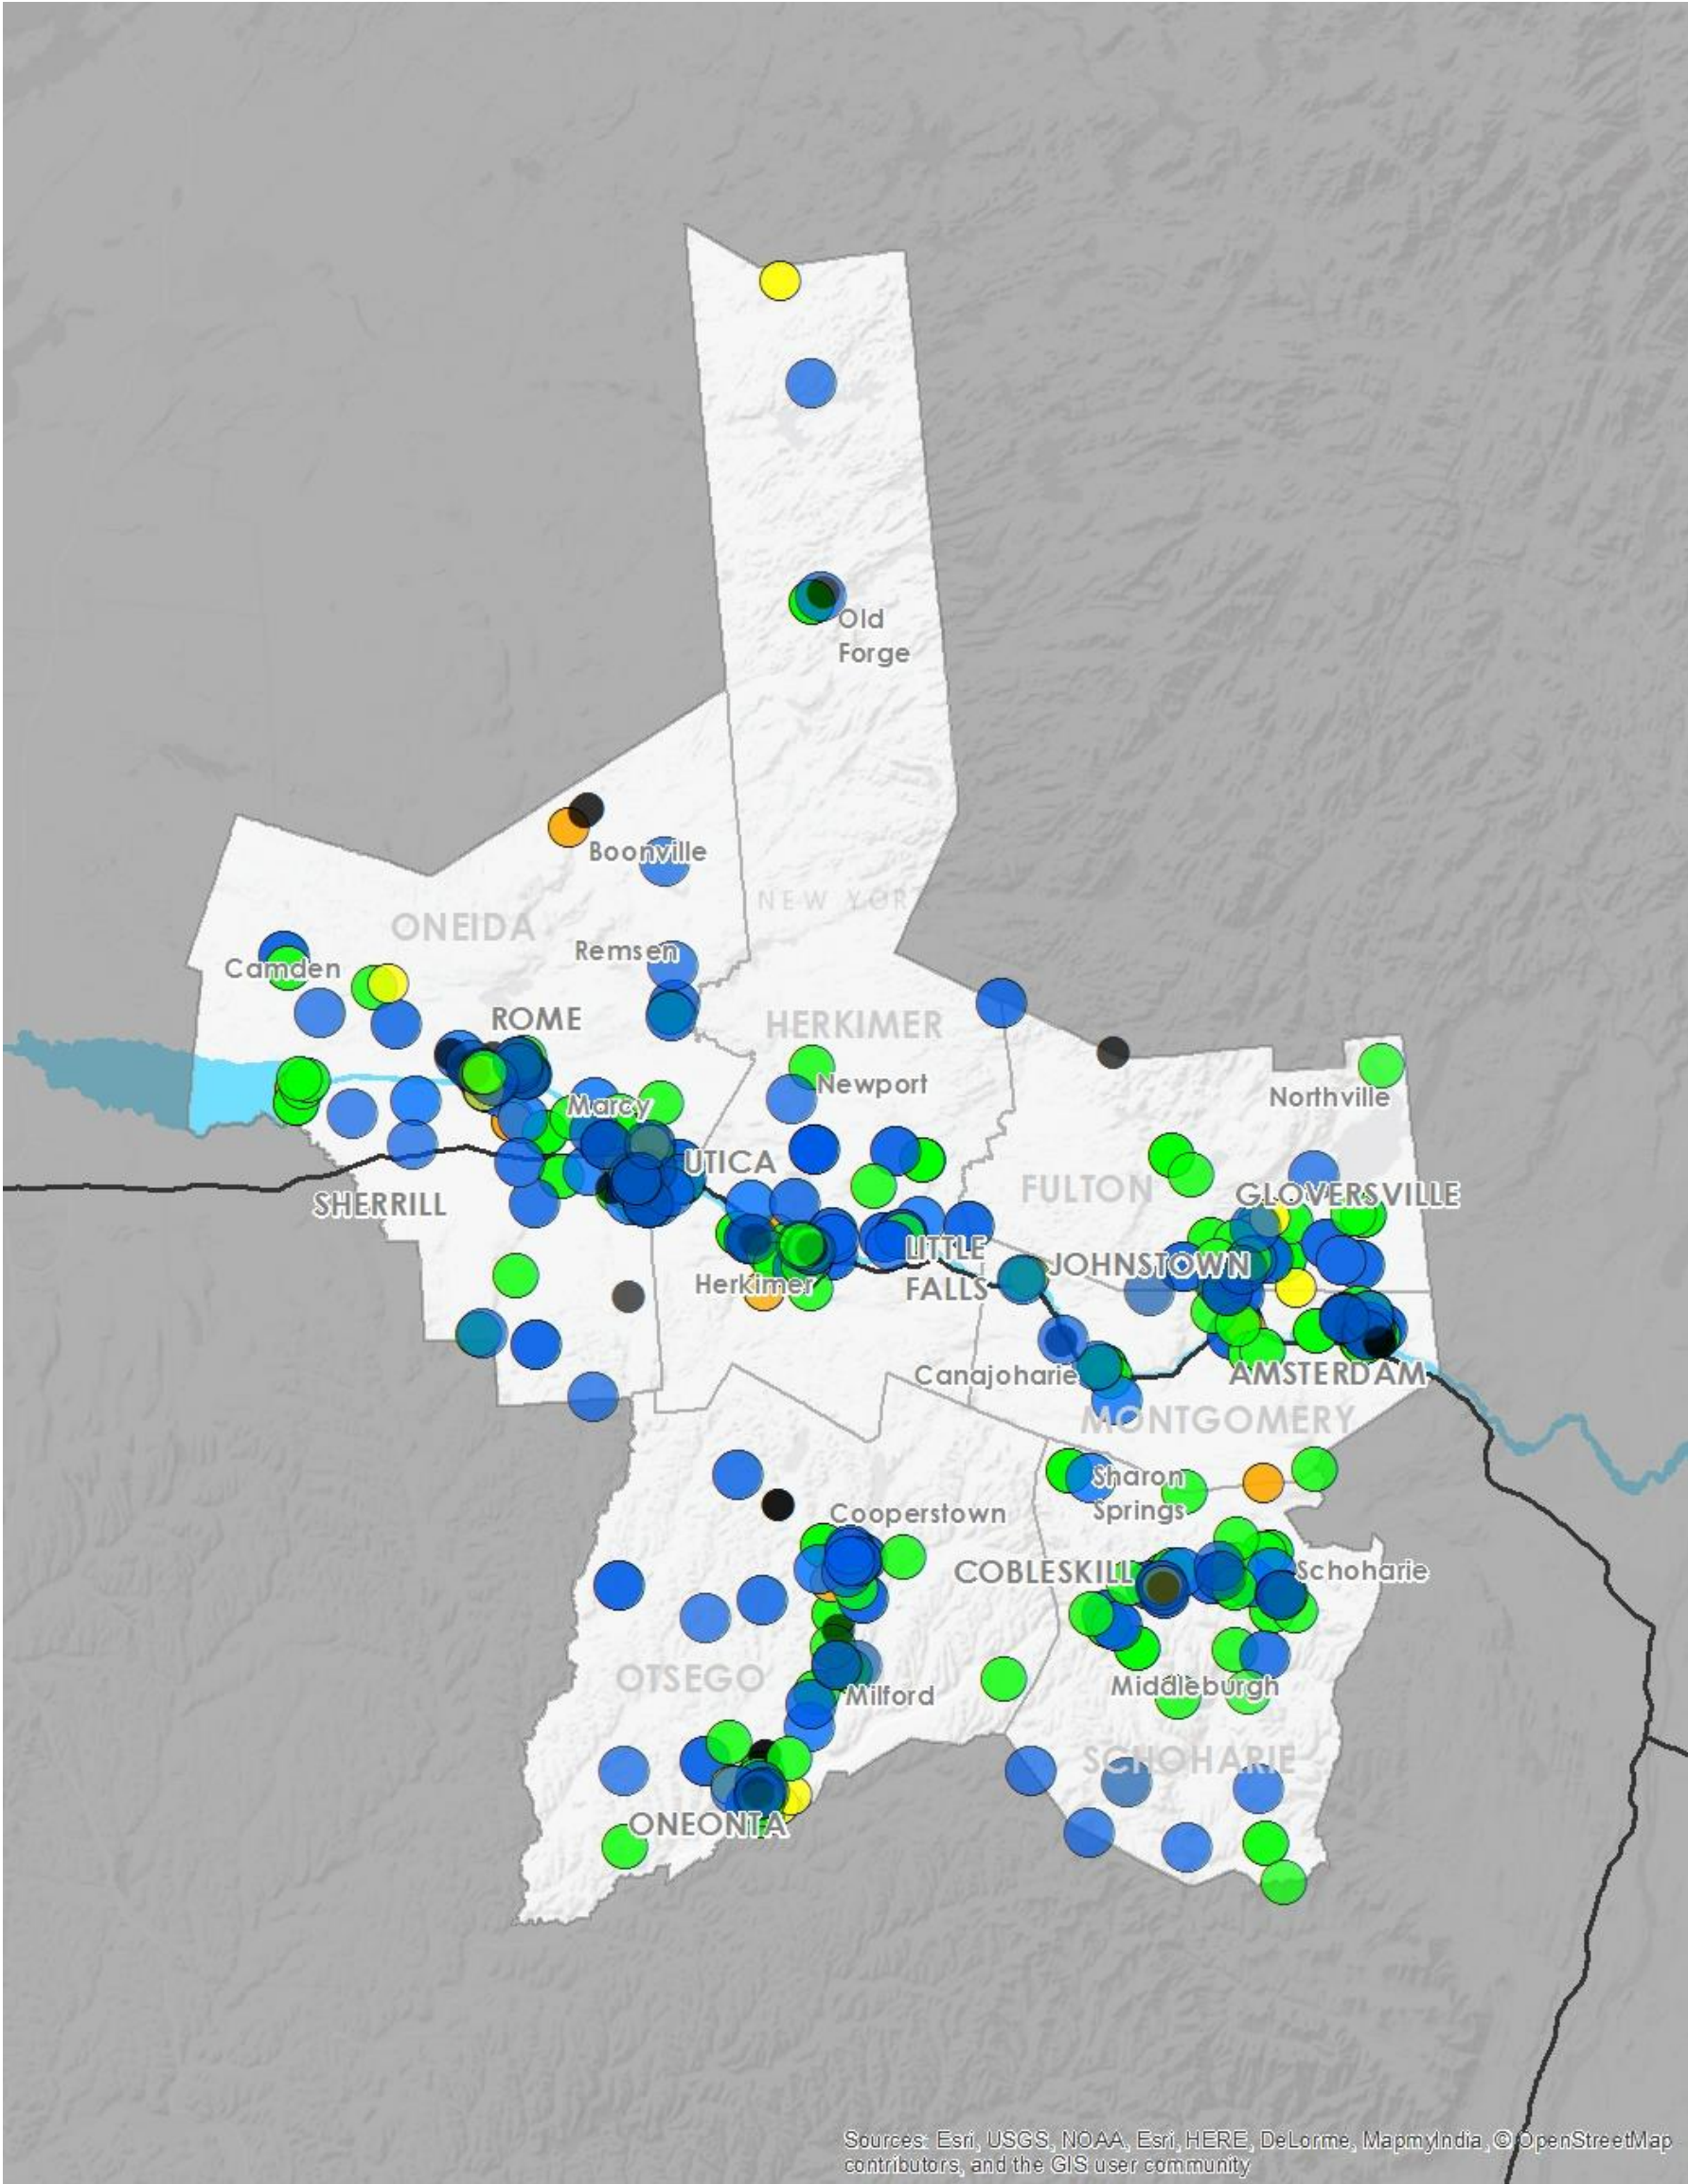 Old
Forge
Boonville
NEW YORK
ONEIDA
Remsen
Camden
ROME
HERKIMER
Newport
Northville
Marcy
UTICA
FULTON
GLOVERSVILLE
SHERRILL
LITTLE
FALLS
JOHNSTOWN
Herkimer
Canajoharie
AMSTERDAM
MONTGOMERY
Sharon
Springs
Cooperstown
COBLESKILL
Schoharie
OTSEGO
Milford
Middleburgh
SCHOHARIE
ONEONTA
Sources: Esri, USGS, NOAA, Esri, HERE, DeLorme, MapmyIndia, © OpenStreetMap
contributors, and the GIS user community